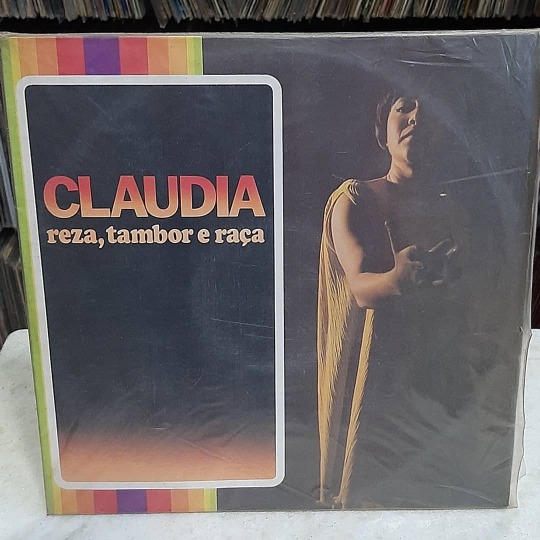 CLAUDIA
reza, tambor e raça